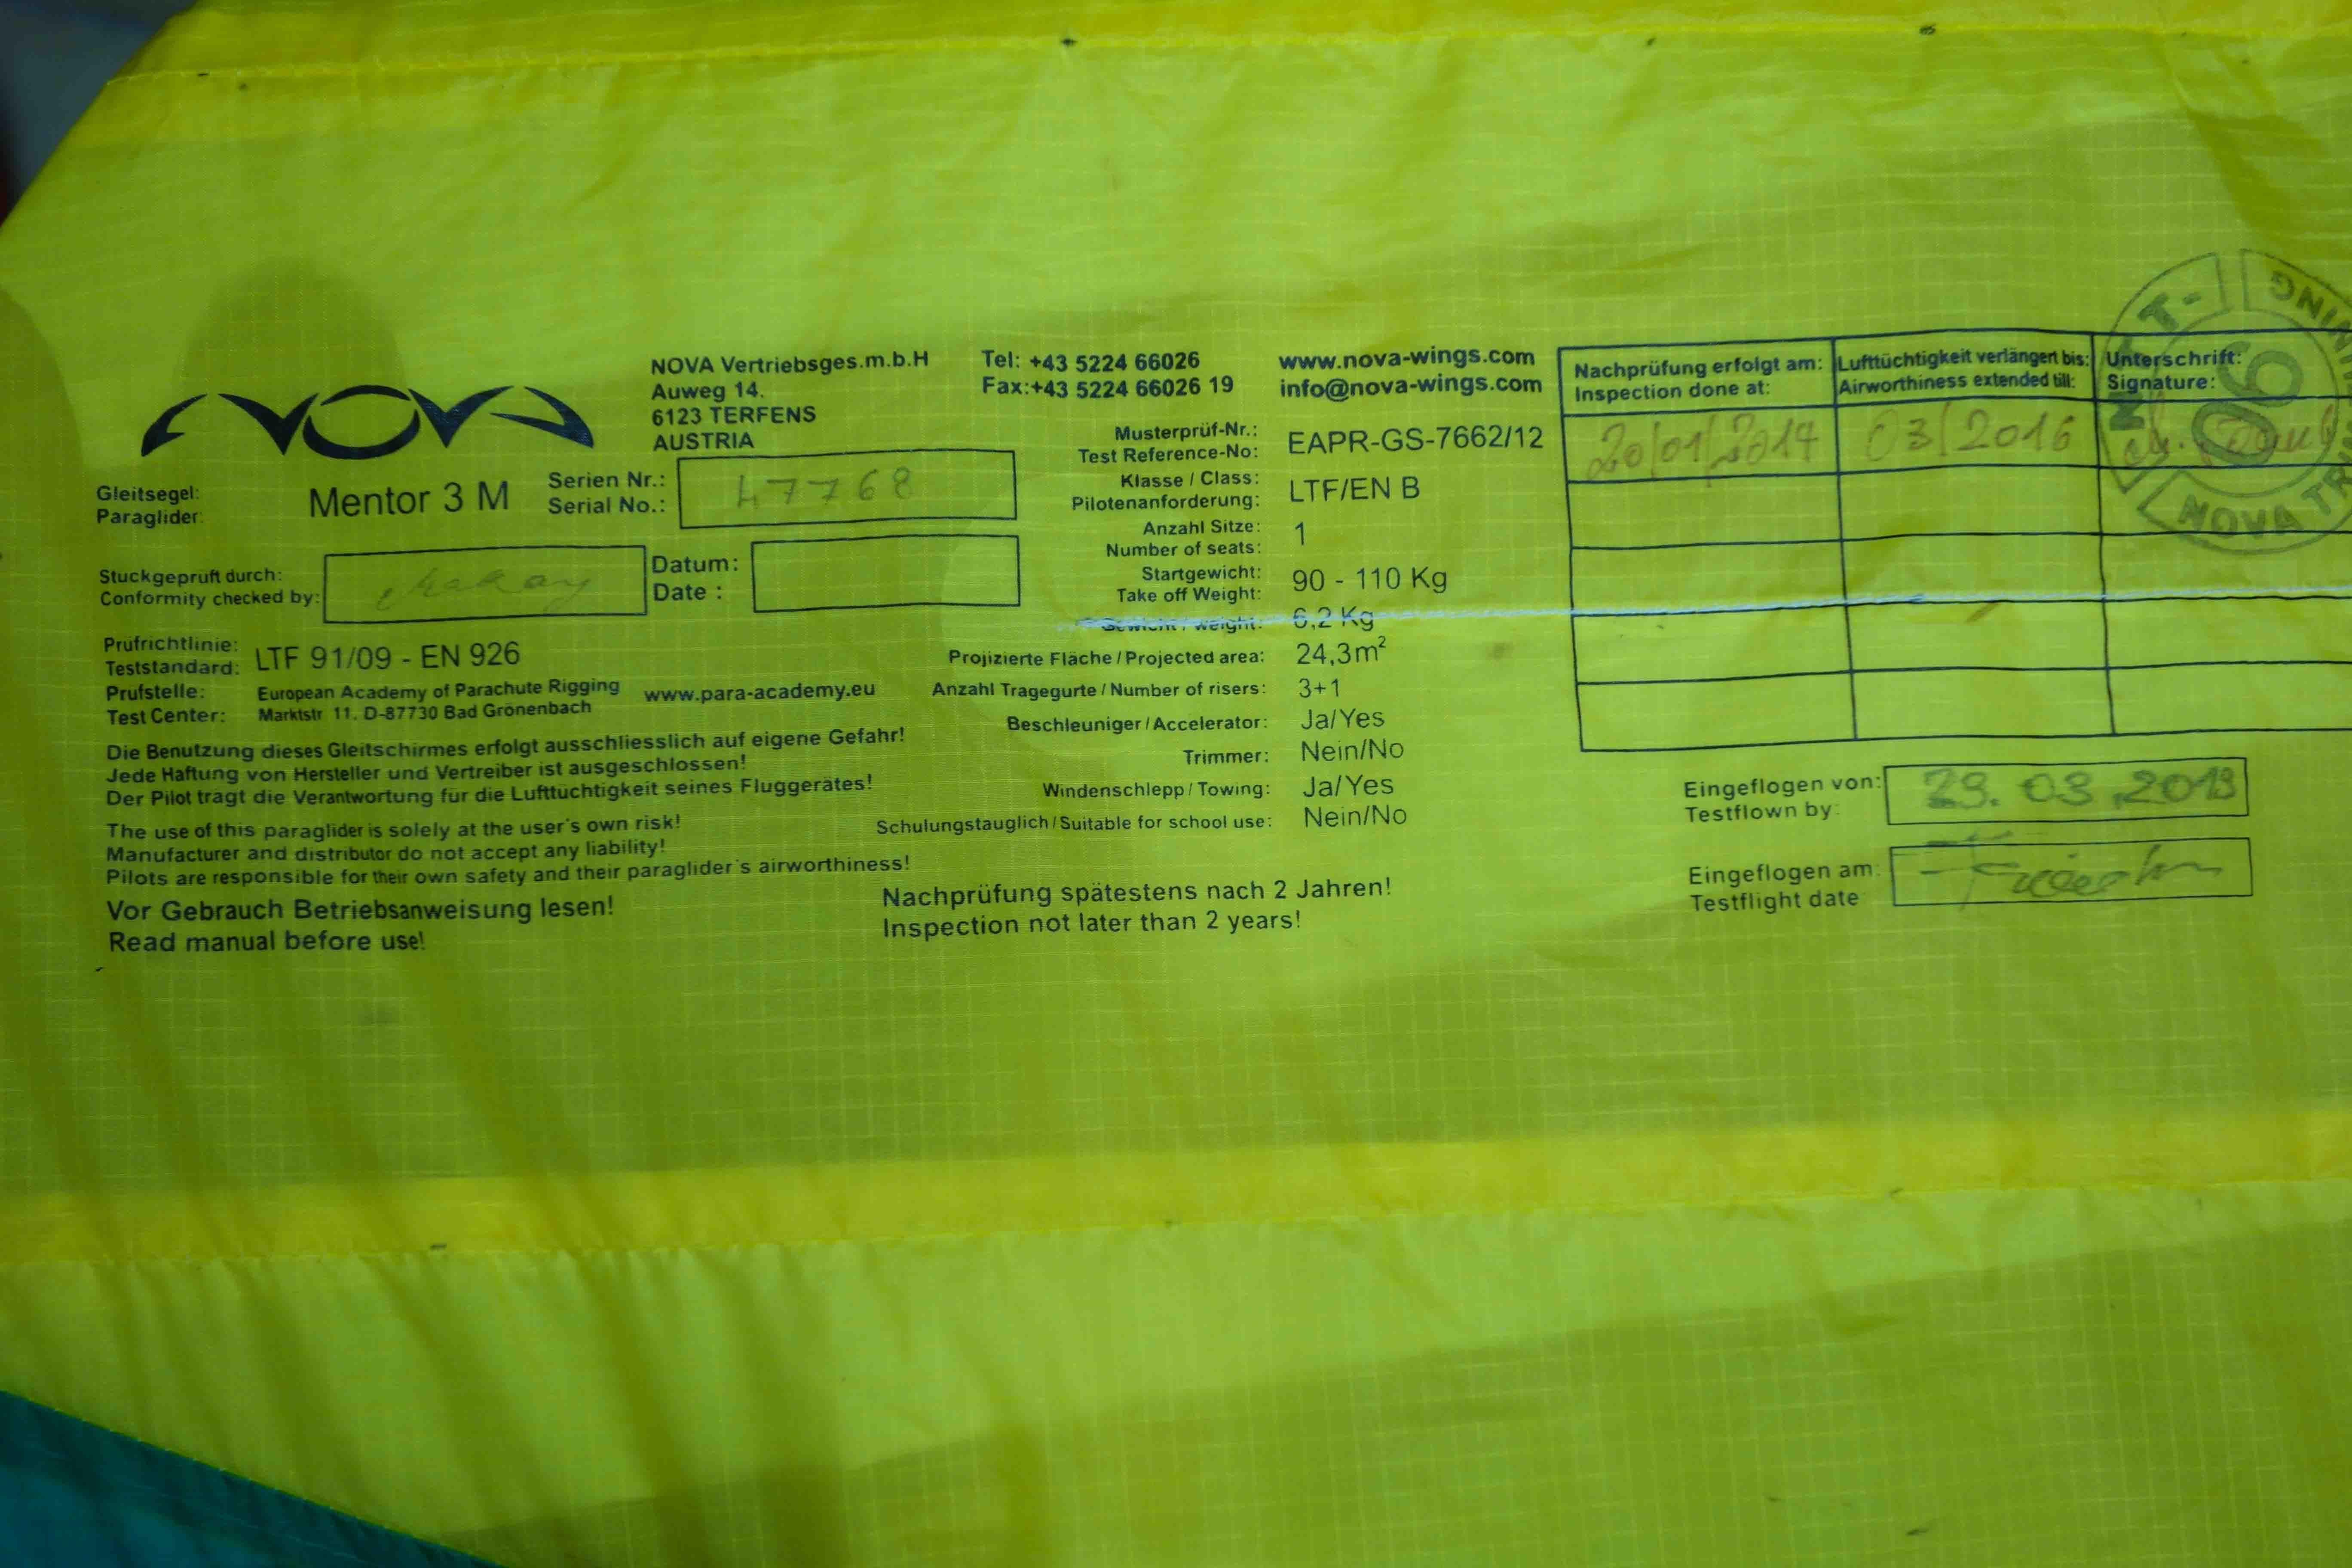 NOVA
NOVA Vertriebsges.m.b.H
Auweg 14.
6123 TERFENS
AUSTRIA
Tel: +43 5224 66026
Fax:+43 5224 66026 19
www.nova-wings.com
info@nova-wings.com
Gleitsegel:
Paraglider:
Mentor 3 M
Serien Nr.:
Serial No.:
47768
Stuckgepruft durch:
Conformity checked by:
Datum:
Date :
Prufrichtlinie:
Teststandard:
LTF 91/09 - EN 926
Prufstelle:
Test Center:
European Academy of Parachute Rigging
Marktstr 11. D-87730 Bad Grönenbach
www.para-academy.eu
Die Benutzung dieses Gleitschirmes erfolgt ausschliesslich auf eigene Gefahr!
Jede Haftung von Hersteller und Vertreiber ist ausgeschlossen!
Der Pilot tragt die Verantwortung für die Lufttüchtigkeit seines Fluggerätes!
The use of this paraglider is solely at the user's own risk!
Manufacturer and distributor do not accept any liability!
Pilots are responsible for their own safety and their paraglider's airworthiness!
Vor Gebrauch Betriebsanweisung lesen!
Read manual before use!
Musterprüf-Nr.:
Test Reference-No:
EAPR-GS-7662/12
Klasse / Class:
Pilotenanforderung:
LTF/EN B
Anzahl Sitze:
Number of seats:
1
Startgewicht:
Take off Weight:
90 - 110 Kg
Gewicht / weight: 6,2 Kg
Projizierte Fläche / Projected area: 24,3m²
Anzahl Tragegurte / Number of risers: 3+1
Beschleuniger / Accelerator: Ja/Yes
Trimmer: Nein/No
Windenschlepp / Towing: Ja/Yes
Schulungstauglich / Suitable for school use: Nein/No
Nachprüfung spätestens nach 2 Jahren!
Inspection not later than 2 years!
Nachprüfung erfolgt am:
Inspection done at:
Lufttüchtigkeit verlängert bis:
Airworthiness extended till:
Unterschrift:
Signature:
20/01/2014
03/2016
06
NOVA
Eingeflogen von:
Testflown by:
29.03.2013
Eingeflogen am:
Testflight date